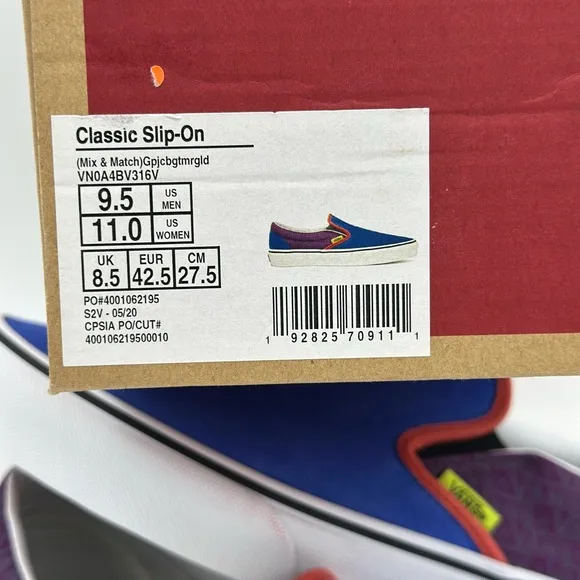 Classic Slip-On
(Mix & Match)Gpjcbgtmrgld
VN0A4BV316V
9.5 US MEN
11.0 US WOMEN
UK EUR CM
8.5 42.5 27.5
PO#4001062195
S2V - 05/20
CPSIA PO/CUT#
400106219500010
1 92825 70911 1
VANS